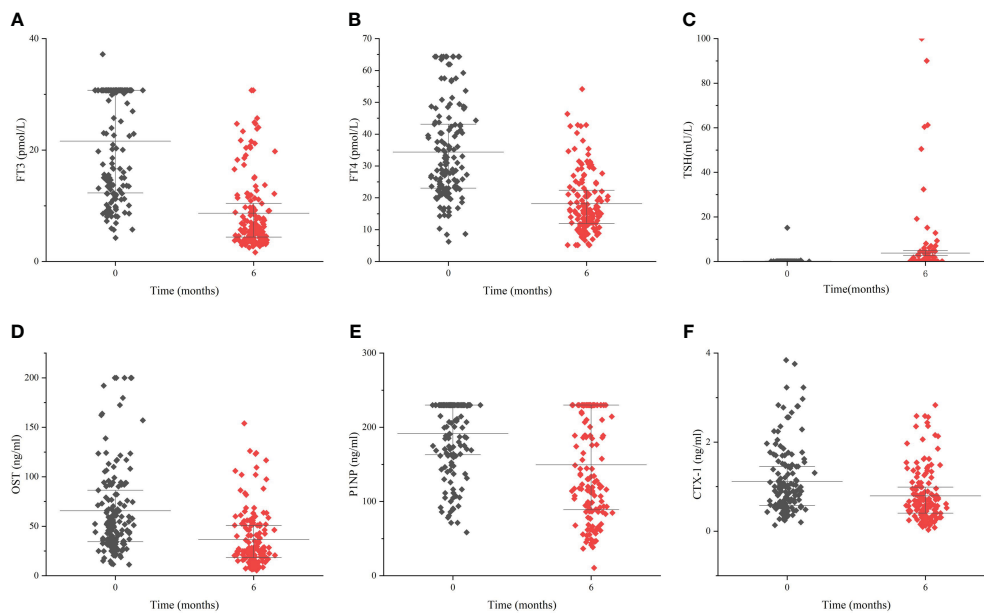 A
FT3 (pmol/L)
40
20
0
0
6
Time (months)
B
FT4 (pmol/L)
70
60
50
40
30
20
10
0
0
6
Time (months)
C
TSH(mU/L)
100
80
60
40
20
0
0
6
Time(months)
D
OST (ng/ml)
200
150
100
50
0
0
6
Time (months)
E
P1NP (ng/ml)
300
200
100
0
0
6
Time (months)
F
CTX-1 (ng/ml)
4
2
0
0
6
Time (months)